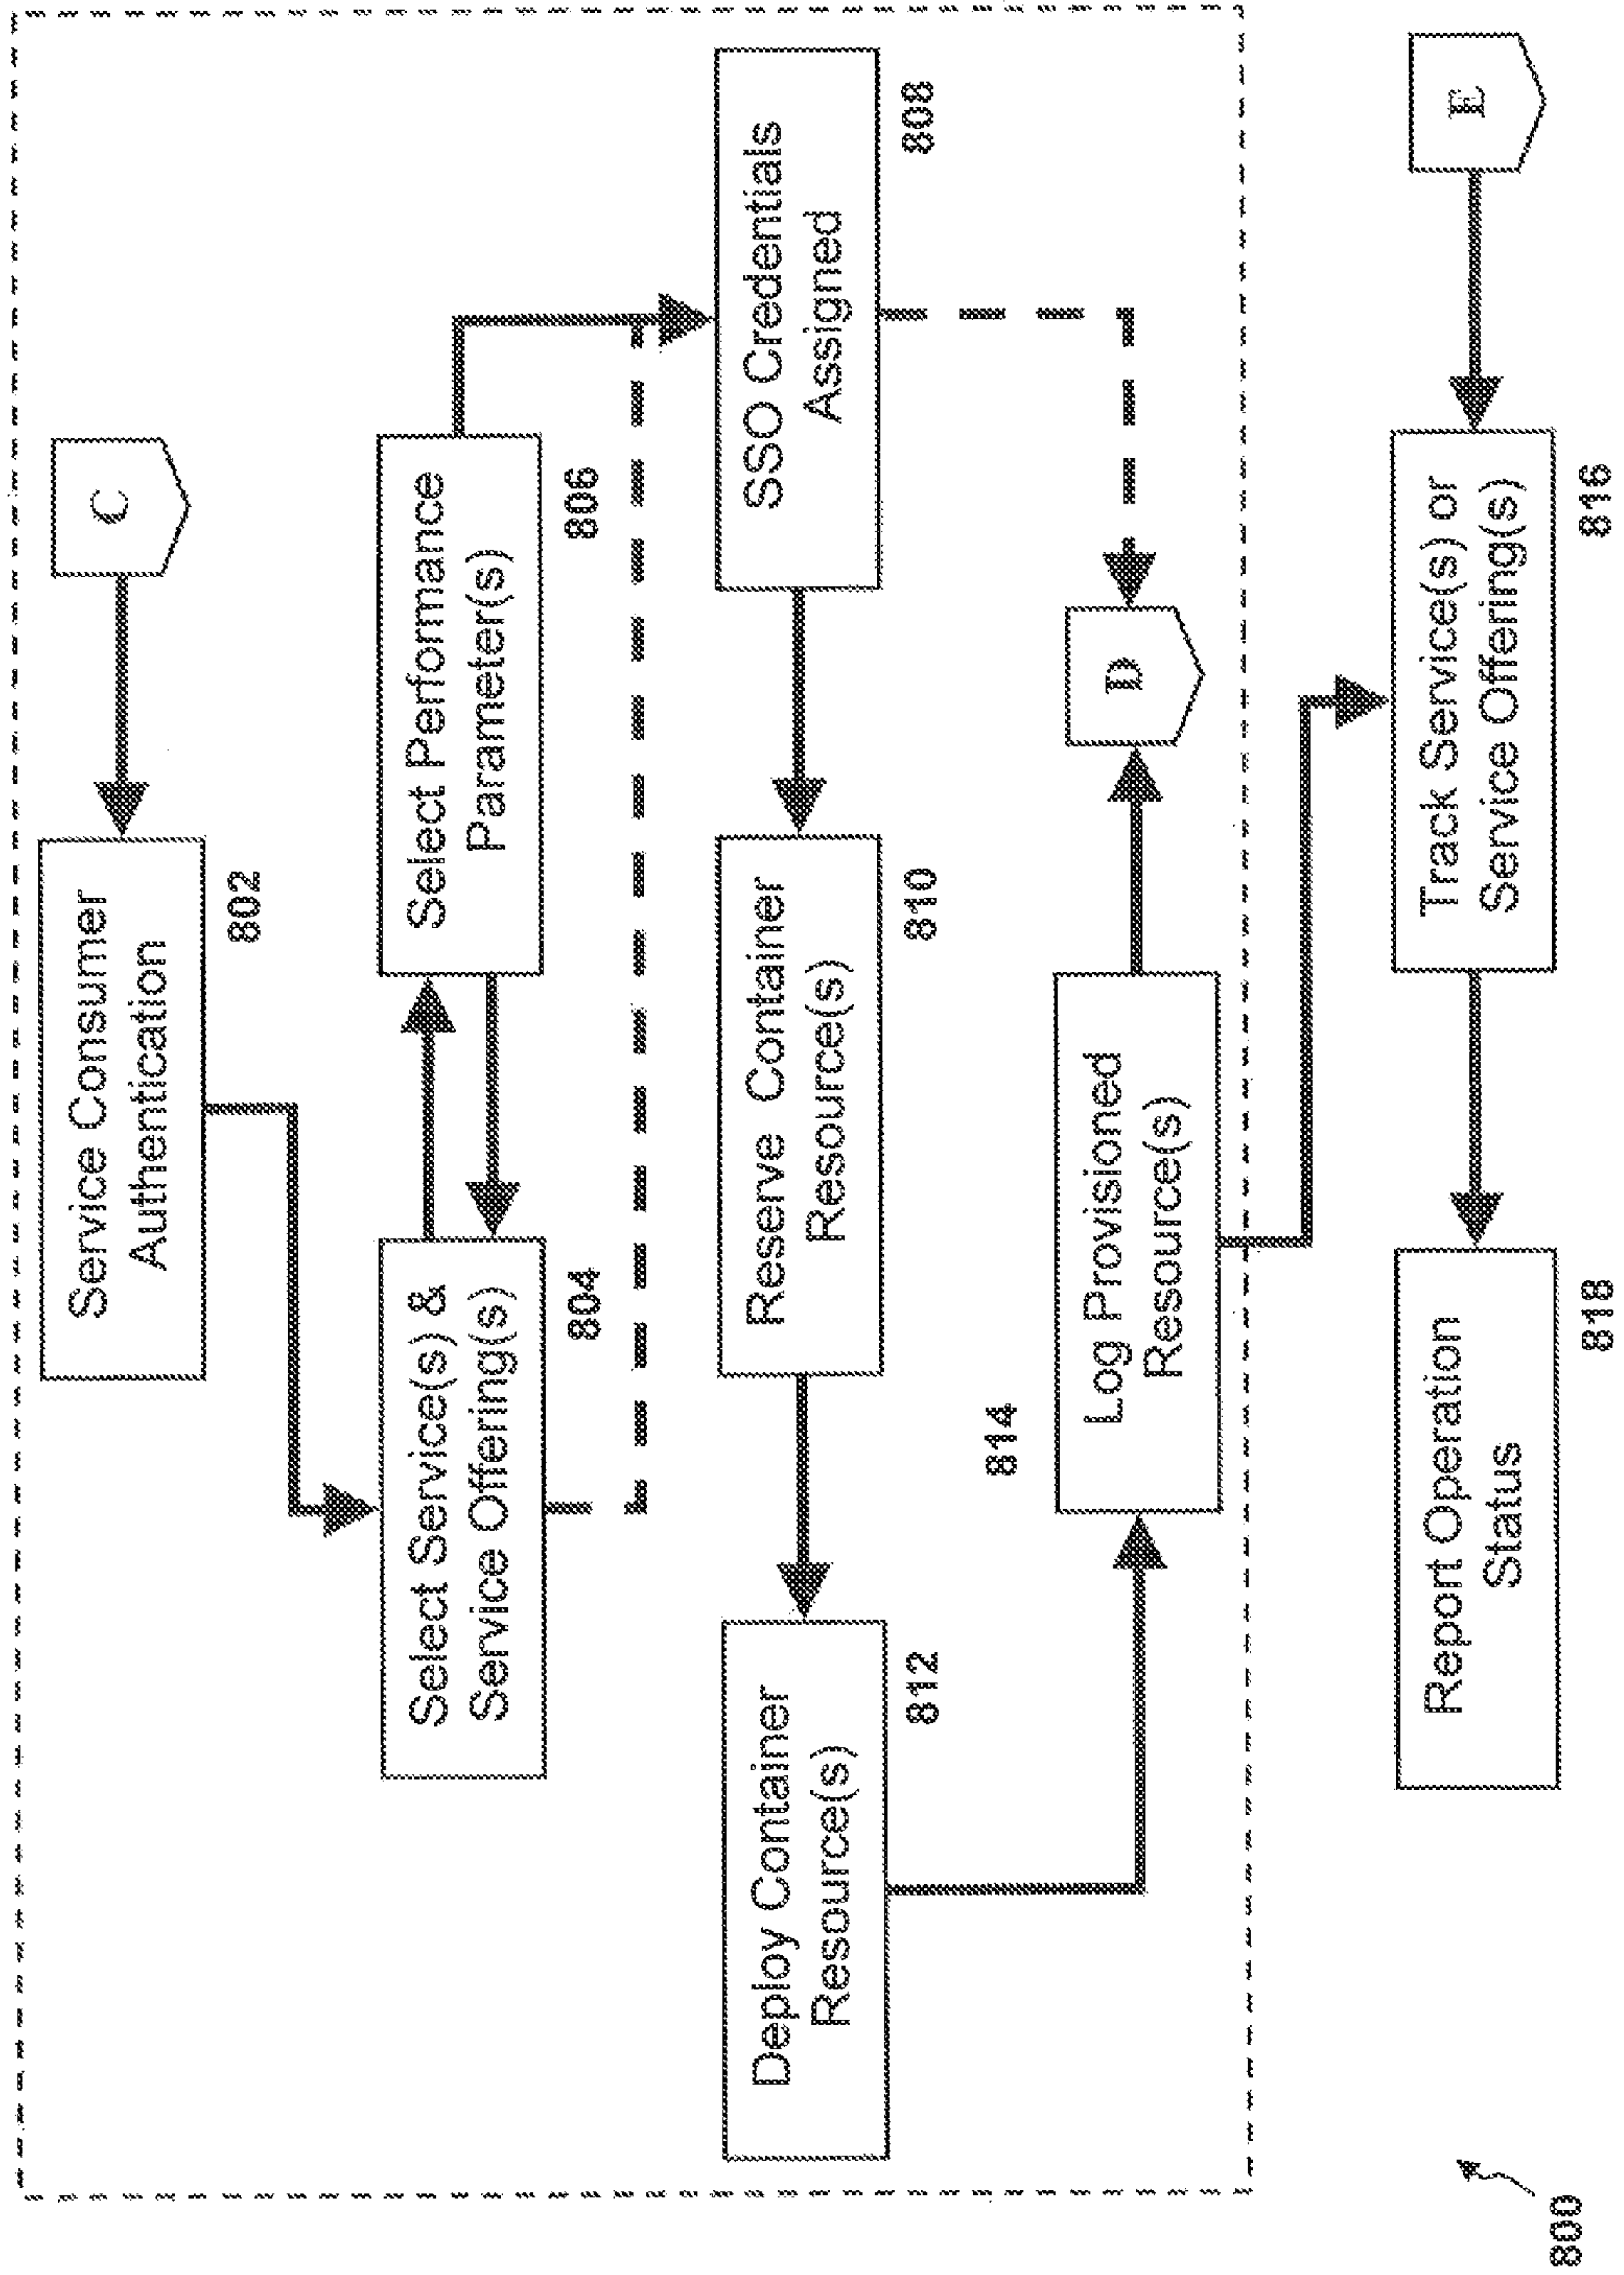 C
Service Consumer
Authentication
802
Select Service(s) &
Service Offering(s)
804
Select Performance
Parameter(s)
806
SSO Credentials
Assigned
808
Reserve Container
Resource(s)
810
Deploy Container
Resource(s)
812
814
Log Provisioned
Resource(s)
D
E
Track Service(s) or
Service Offering(s)
816
Report Operation
Status
818
800